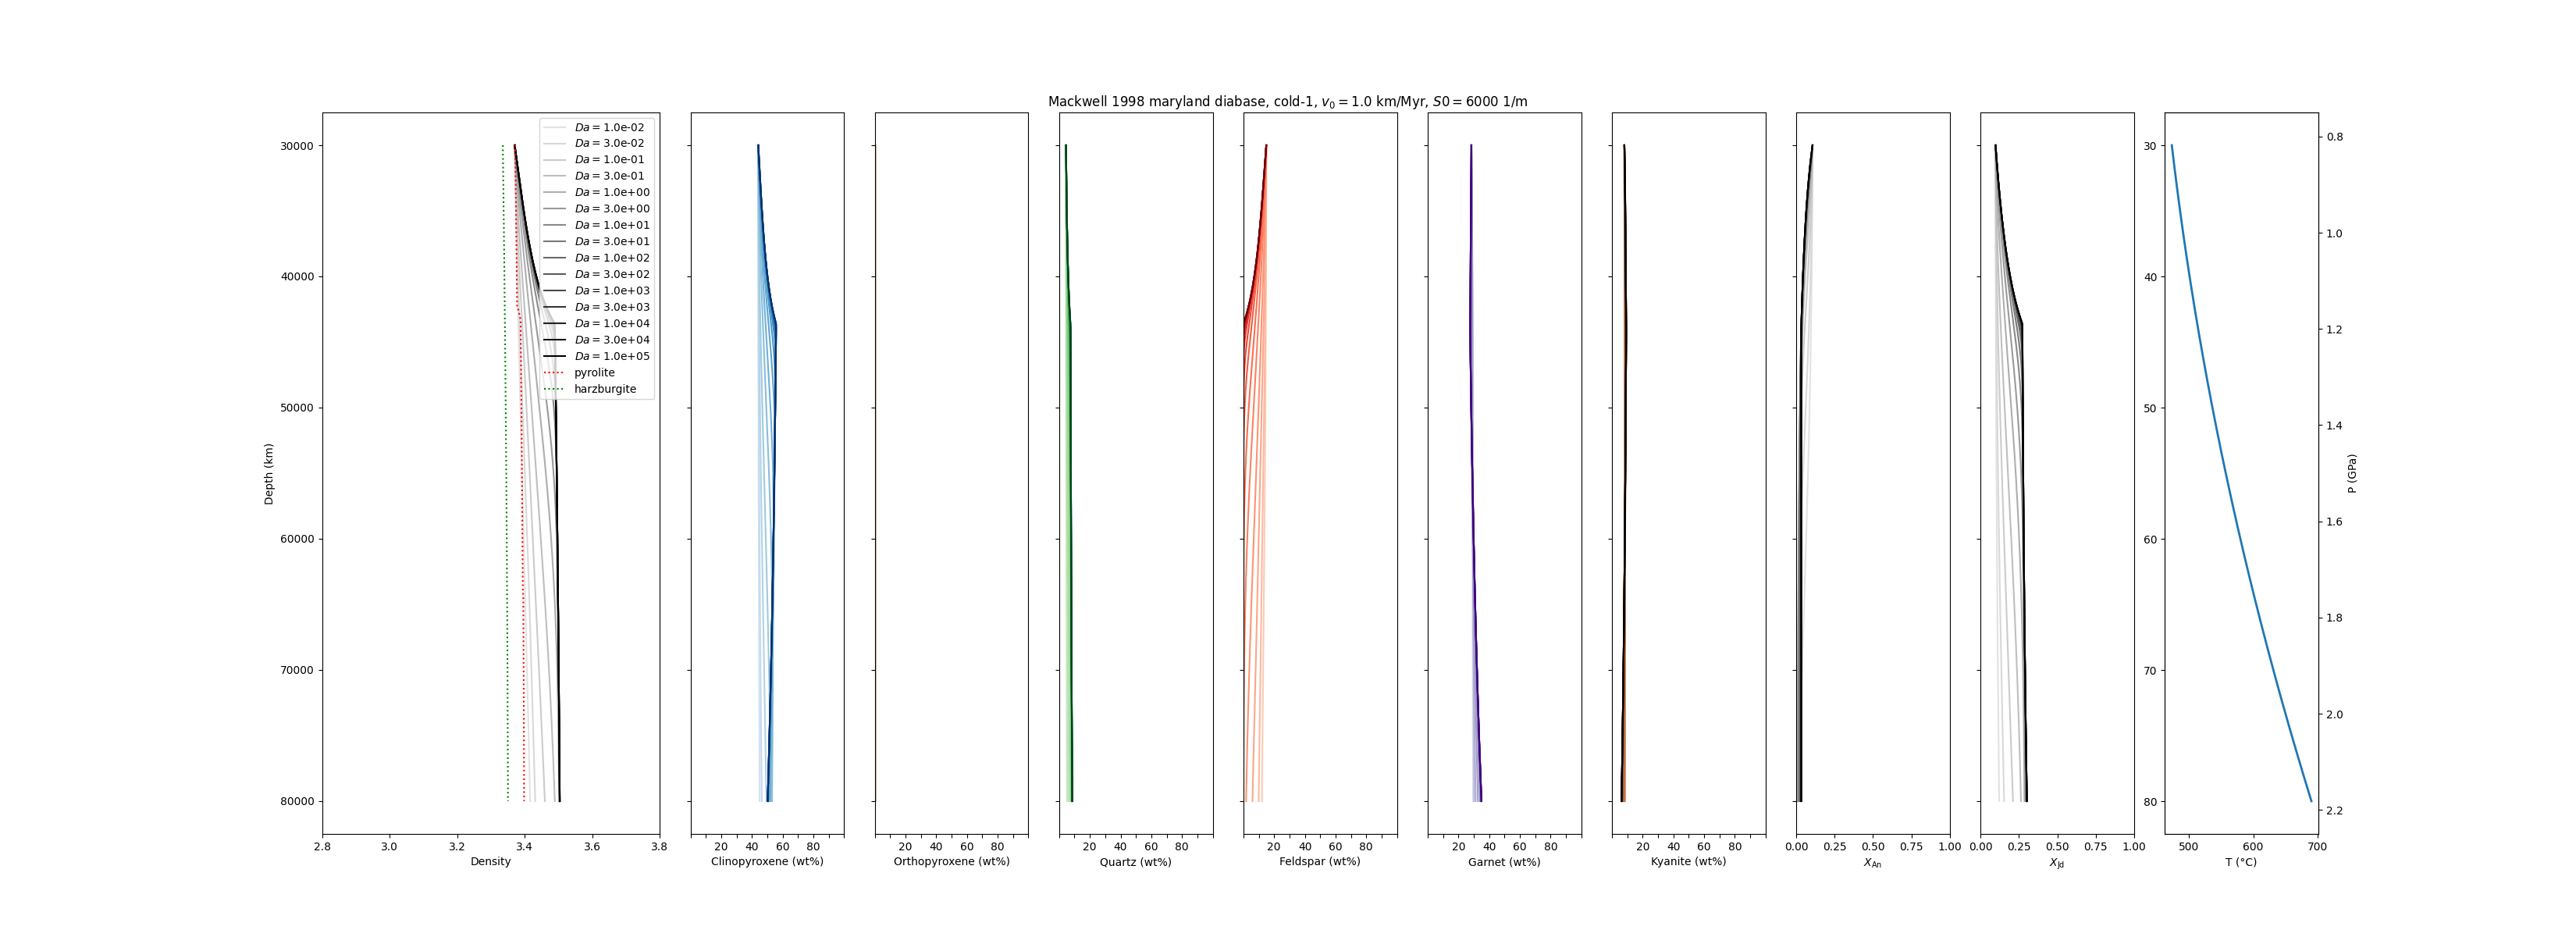 Mackwell 1998 maryland diabase, cold-1, v₀ = 1.0 km/Myr, S0 = 6000 1/m
Da = 1.0e-02
Da = 3.0e-02
Da = 1.0e-01
Da = 3.0e-01
Da = 1.0e+00
Da = 3.0e+00
Da = 1.0e+01
Da = 3.0e+01
Da = 1.0e+02
Da = 3.0e+02
Da = 1.0e+03
Da = 3.0e+03
Da = 1.0e+04
Da = 3.0e+04
Da = 1.0e+05
pyrolite
harzburgite
Depth (km)
30000
40000
50000
60000
70000
80000
2.8 3.0 3.2 3.4 3.6 3.8
Density
20 40 60 80
Clinopyroxene (wt%)
20 40 60 80
Orthopyroxene (wt%)
20 40 60 80
Quartz (wt%)
20 40 60 80
Feldspar (wt%)
20 40 60 80
Garnet (wt%)
20 40 60 80
Kyanite (wt%)
0.00 0.25 0.50 0.75 1.00
X_An
0.00 0.25 0.50 0.75 1.00
X_Jd
30
40
50
60
70
80
500 600 700
T (°C)
0.8
1.0
1.2
1.4
1.6
1.8
2.0
2.2
P (GPa)